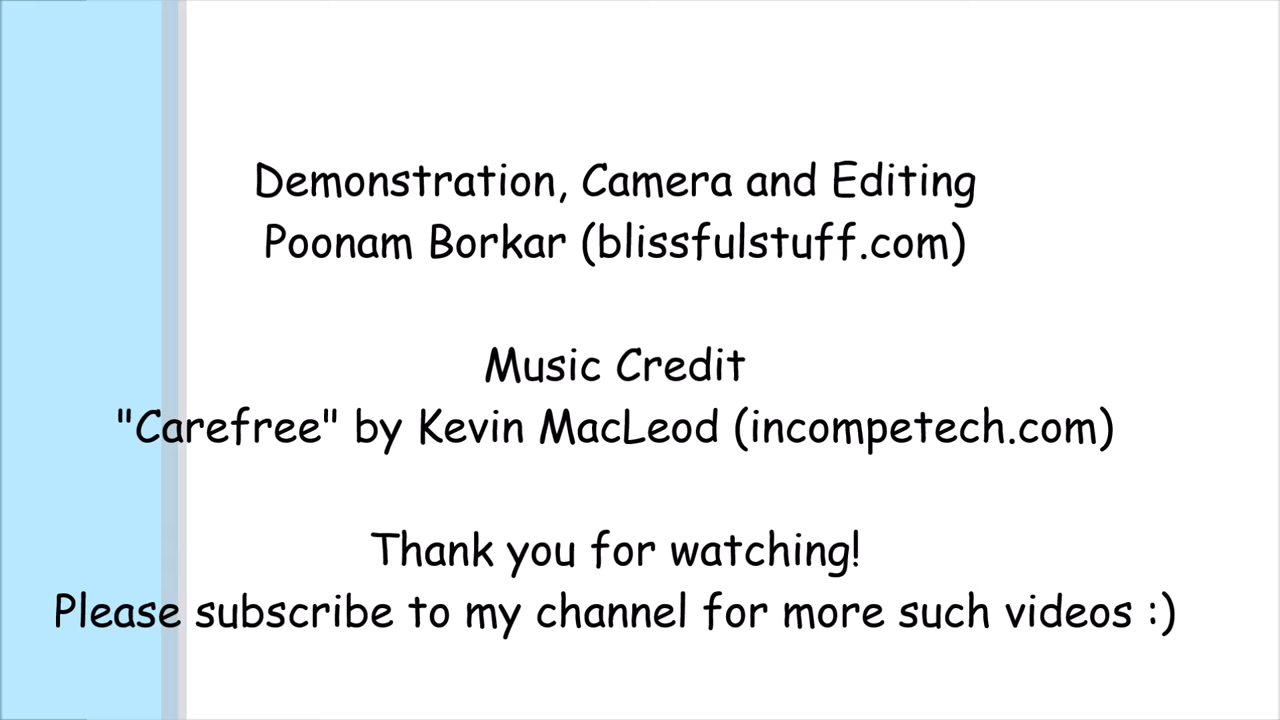 Demonstration, Camera and Editing
Poonam Borkar (blissfulstuff.com)
Music Credit
"Carefree" by Kevin MacLeod (incompetech.com)
Thank you for watching!
Please subscribe to my channel for more such videos :)